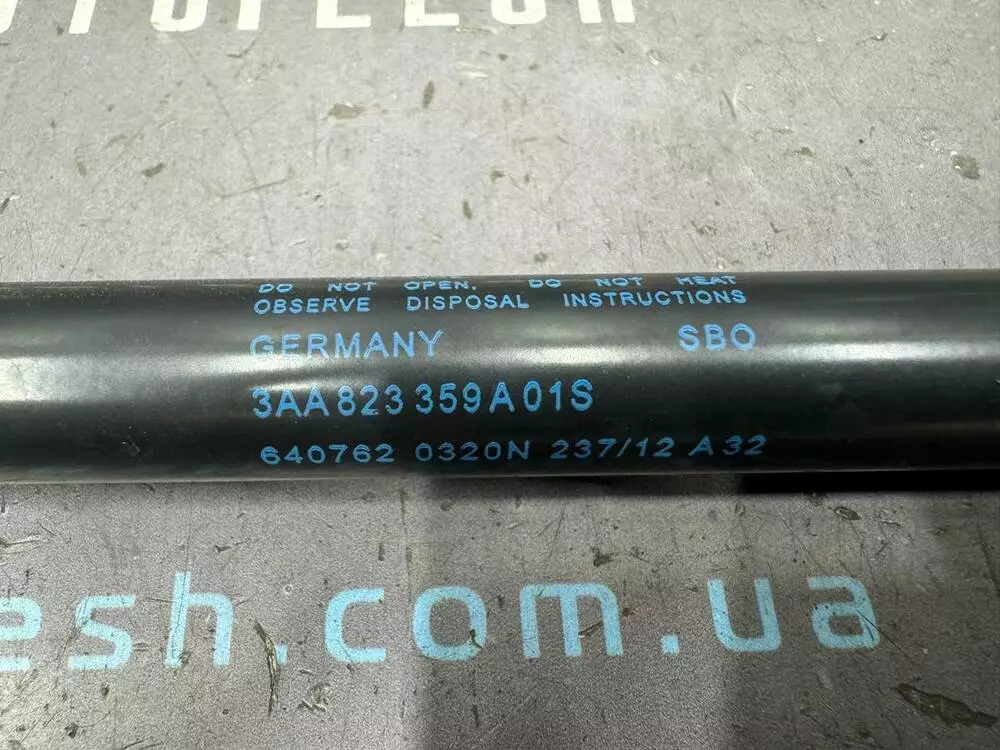 DO NOT OPEN. DO NOT HEAT
OBSERVE DISPOSAL INSTRUCTIONS
GERMANY SBO
3AA 823 359 A 01S
640762 0320N 237/12 A 32
esh.com.ua